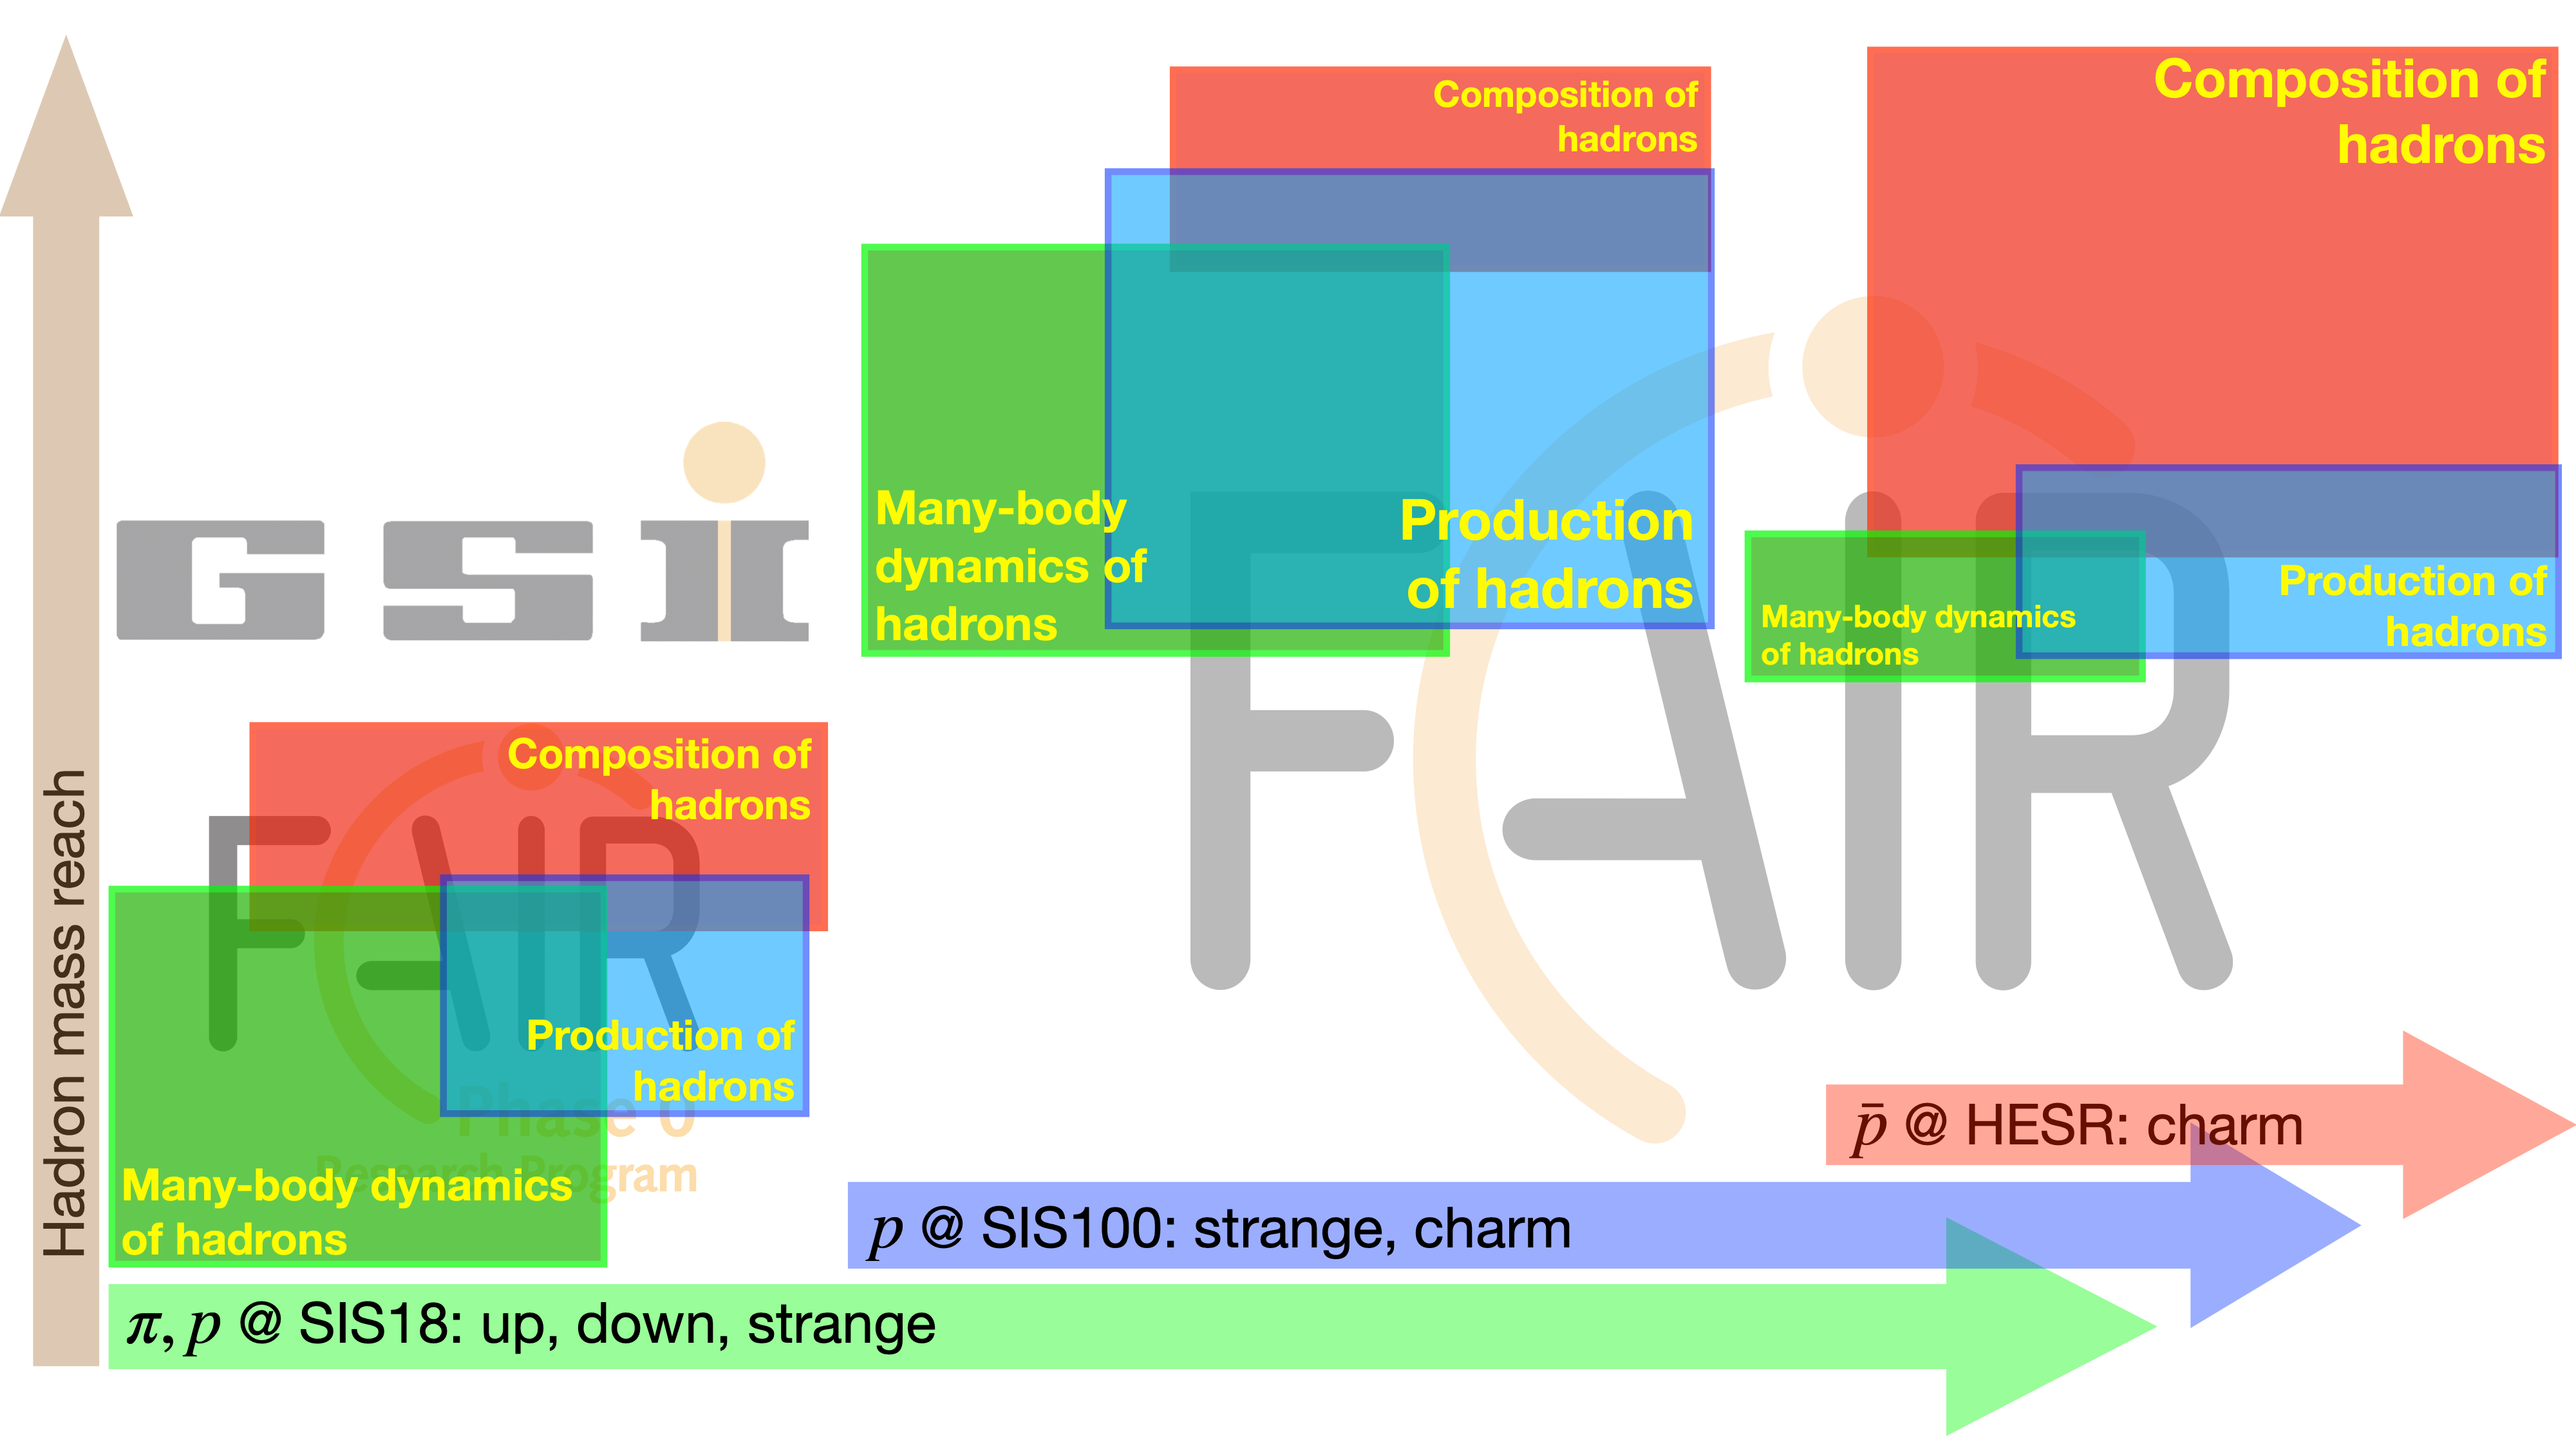 Hadron mass reach
GSI
FAIR
Phase 0
Research Program
Composition of
hadrons
Production of
hadrons
Many-body dynamics
of hadrons
FAIR
Composition of
hadrons
Many-body
dynamics of
hadrons
Production
of hadrons
Composition of
hadrons
Many-body dynamics
of hadrons
Production of
hadrons
p̄ @ HESR: charm
p @ SIS100: strange, charm
π, p @ SIS18: up, down, strange